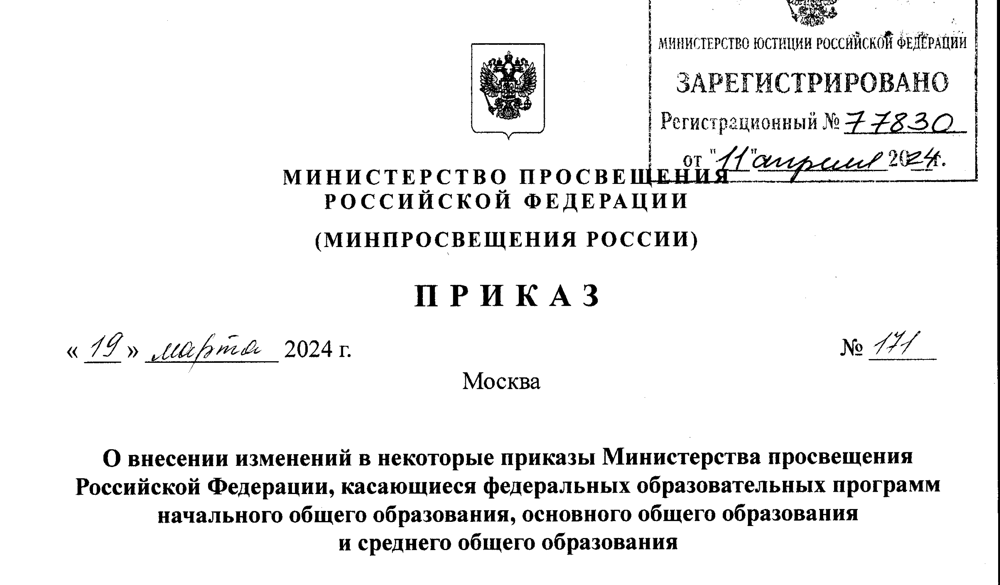 МИНИСТЕРСТВО ЮСТИЦИИ РОССИЙСКОЙ ФЕДЕРАЦИИ
ЗАРЕГИСТРИРОВАНО
Регистрационный № 77830
от "11" апреля 2024г.
МИНИСТЕРСТВО ПРОСВЕЩЕНИЯ
РОССИЙСКОЙ ФЕДЕРАЦИИ
(МИНПРОСВЕЩЕНИЯ РОССИИ)
ПРИКАЗ
« 19 » марта 2024 г.
№ 171
Москва
О внесении изменений в некоторые приказы Министерства просвещения
Российской Федерации, касающиеся федеральных образовательных программ
начального общего образования, основного общего образования
и среднего общего образования